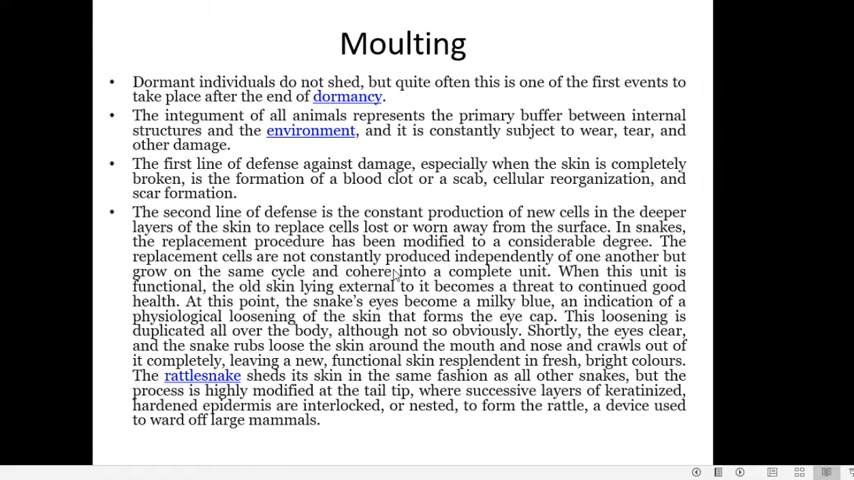 Moulting
• Dormant individuals do not shed, but quite often this is one of the first events to
take place after the end of dormancy.
• The integument of all animals represents the primary buffer between internal
structures and the environment, and it is constantly subject to wear, tear, and
other damage.
• The first line of defense against damage, especially when the skin is completely
broken, is the formation of a blood clot or a scab, cellular reorganization, and
scar formation.
• The second line of defense is the constant production of new cells in the deeper
layers of the skin to replace cells lost or worn away from the surface. In snakes,
the replacement procedure has been modified to a considerable degree. The
replacement cells are not constantly produced independently of one another but
grow on the same cycle and cohere into a complete unit. When this unit is
functional, the old skin lying external to it becomes a threat to continued good
health. At this point, the snake's eyes become a milky blue, an indication of a
physiological loosening of the skin that forms the eye cap. This loosening is
duplicated all over the body, although not so obviously. Shortly, the eyes clear,
and the snake rubs loose the skin around the mouth and nose and crawls out of
it completely, leaving a new, functional skin resplendent in fresh, bright colours.
The rattlesnake sheds its skin in the same fashion as all other snakes, but the
process is highly modified at the tail tip, where successive layers of keratinized,
hardened epidermis are interlocked, or nested, to form the rattle, a device used
to ward off large mammals.